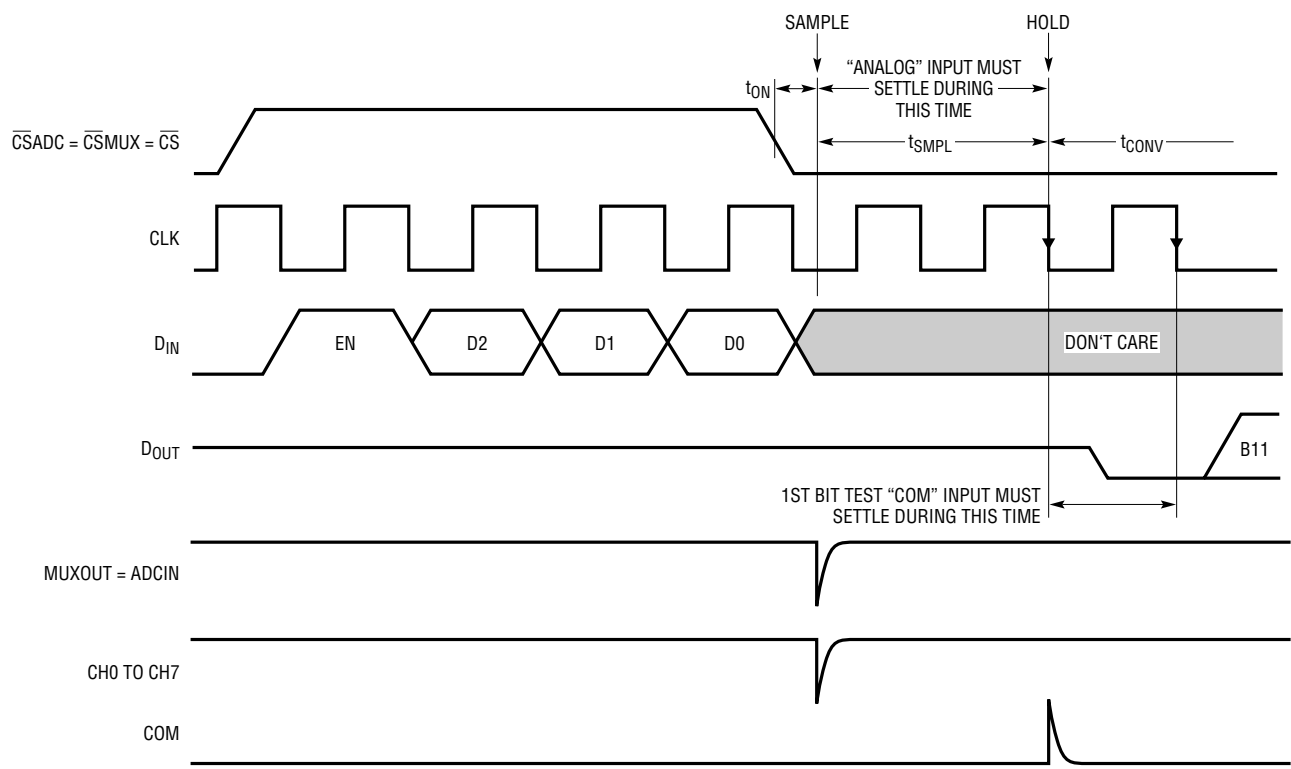 SAMPLE
HOLD
“ANALOG” INPUT MUST
SETTLE DURING
THIS TIME
tON
CSADC = CSMUX = CS
tSMPL
tCONV
CLK
DIN
EN
D2
D1
D0
DON‘T CARE
DOUT
B11
1ST BIT TEST “COM” INPUT MUST
SETTLE DURING THIS TIME
MUXOUT = ADCIN
CH0 TO CH7
COM